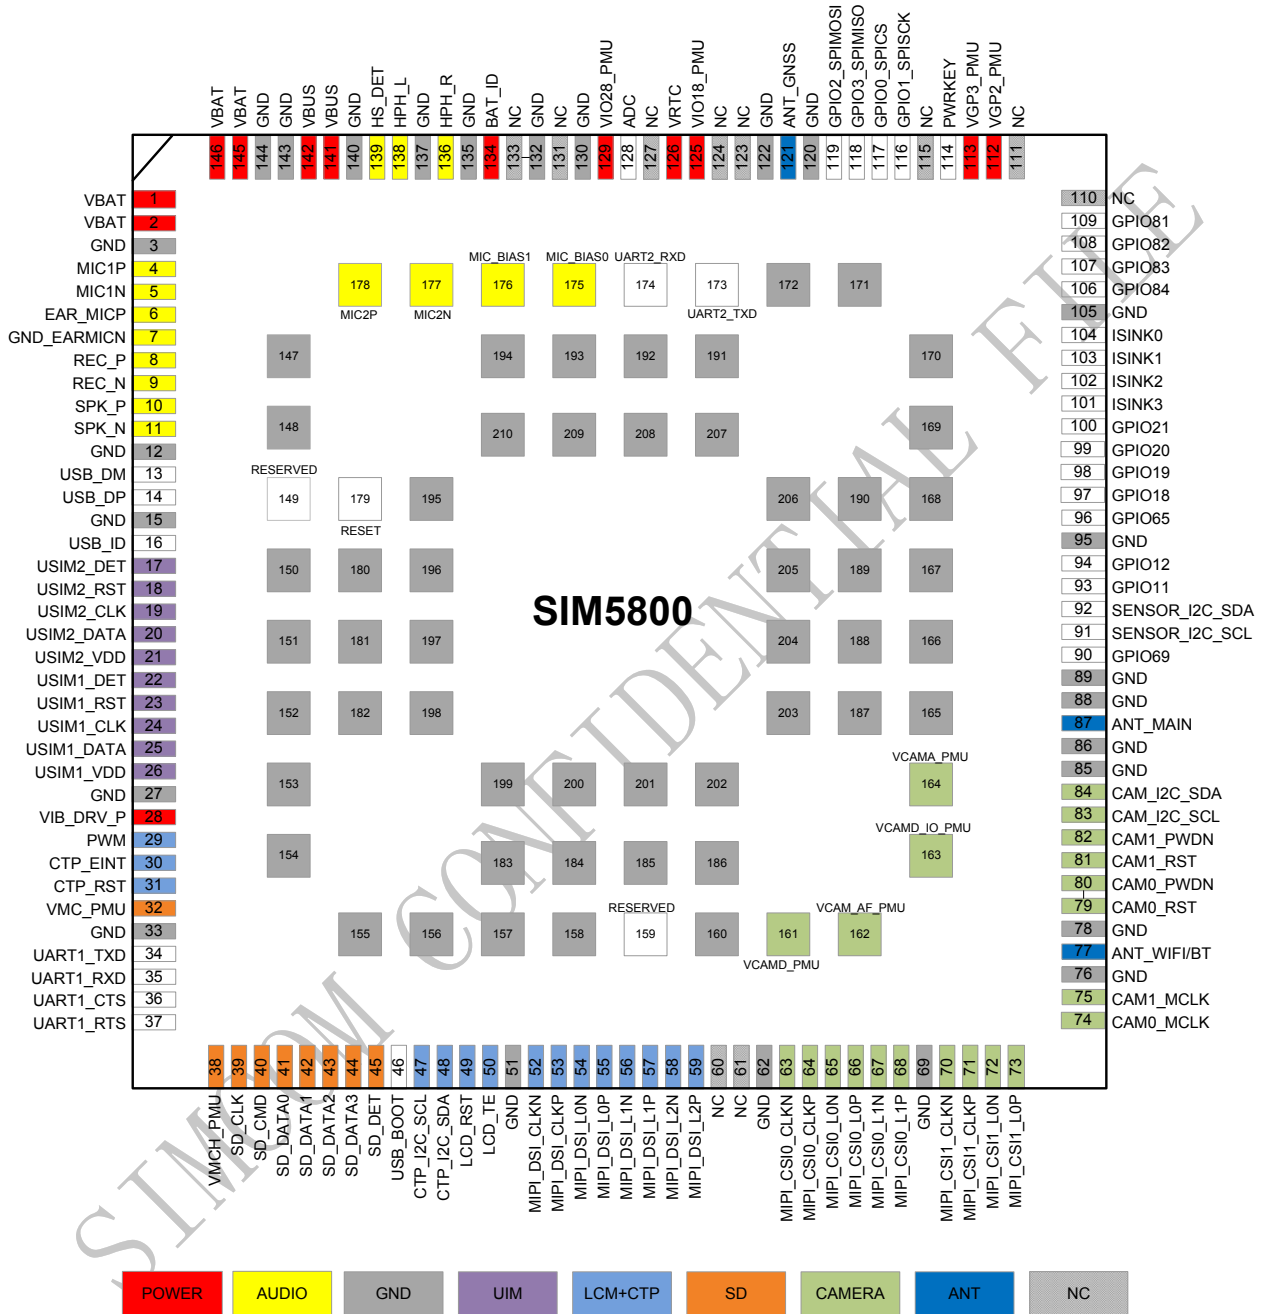 VBAT
VBAT
GND
GND
VBUS
VBUS
GND
HS_DET
HPH_L
GND
HPH_R
GND
BAT_ID
NC
GND
NC
GND
VIO28_PMU
ADC
NC
VRTC
VIO18_PMU
NC
NC
GND
ANT_GNSS
GND
GPIO2_SPIMOSI
GPIO3_SPIMISO
GPIO0_SPICS
GPIO1_SPISCK
NC
PWRKEY
VGP3_PMU
VGP2_PMU
NC
146
145
144
143
142
141
140
139
138
137
136
135
134
133
132
131
130
129
128
127
126
125
124
123
122
121
120
119
118
117
116
115
114
113
112
111
VBAT 1
VBAT 2
GND 3
MIC1P 4
MIC1N 5
EAR_MICP 6
GND_EARMICN 7
REC_P 8
REC_N 9
SPK_P 10
SPK_N 11
GND 12
USB_DM 13
USB_DP 14
GND 15
USB_ID 16
USIM2_DET 17
USIM2_RST 18
USIM2_CLK 19
USIM2_DATA 20
USIM2_VDD 21
USIM1_DET 22
USIM1_RST 23
USIM1_CLK 24
USIM1_DATA 25
USIM1_VDD 26
GND 27
VIB_DRV_P 28
PWM 29
CTP_EINT 30
CTP_RST 31
VMC_PMU 32
GND 33
UART1_TXD 34
UART1_RXD 35
UART1_CTS 36
UART1_RTS 37
MIC_BIAS1 MIC_BIAS0 UART2_RXD
178 177 176 175 174 173 172 171
MIC2P MIC2N UART2_TXD
147 194 193 192 191 170
148 210 209 208 207 169
RESERVED
149 179 195 206 190 168
RESET
150 180 196 205 189 167
SIM5800
151 181 197 204 188 166
152 182 198 203 187 165
VCAMA_PMU
153 199 200 201 202 164
VCAMD_IO_PMU
154 183 184 185 186 163
RESERVED VCAM_AF_PMU
155 156 157 158 159 160 161 162
VCAMD_PMU
110 NC
109 GPIO81
108 GPIO82
107 GPIO83
106 GPIO84
105 GND
104 ISINK0
103 ISINK1
102 ISINK2
101 ISINK3
100 GPIO21
99 GPIO20
98 GPIO19
97 GPIO18
96 GPIO65
95 GND
94 GPIO12
93 GPIO11
92 SENSOR_I2C_SDA
91 SENSOR_I2C_SCL
90 GPIO69
89 GND
88 GND
87 ANT_MAIN
86 GND
85 GND
84 CAM_I2C_SDA
83 CAM_I2C_SCL
82 CAM1_PWDN
81 CAM1_RST
80 CAM0_PWDN
79 CAM0_RST
78 GND
77 ANT_WIFI/BT
76 GND
75 CAM1_MCLK
74 CAM0_MCLK
38
39
40
41
42
43
44
45
46
47
48
49
50
51
52
53
54
55
56
57
58
59
60
61
62
63
64
65
66
67
68
69
70
71
72
73
VMCH_PMU
SD_CLK
SD_CMD
SD_DATA0
SD_DATA1
SD_DATA2
SD_DATA3
SD_DET
USB_BOOT
CTP_I2C_SCL
CTP_I2C_SDA
LCD_RST
LCD_TE
GND
MIPI_DSI_CLKN
MIPI_DSI_CLKP
MIPI_DSI_L0N
MIPI_DSI_L0P
MIPI_DSI_L1N
MIPI_DSI_L1P
MIPI_DSI_L2N
MIPI_DSI_L2P
NC
NC
GND
MIPI_CSI0_CLKN
MIPI_CSI0_CLKP
MIPI_CSI0_L0N
MIPI_CSI0_L0P
MIPI_CSI0_L1N
MIPI_CSI0_L1P
GND
MIPI_CSI1_CLKN
MIPI_CSI1_CLKP
MIPI_CSI1_L0N
MIPI_CSI1_L0P
SIMCOM CONFIDENTIAL FILE
POWER AUDIO GND UIM LCM+CTP SD CAMERA ANT NC